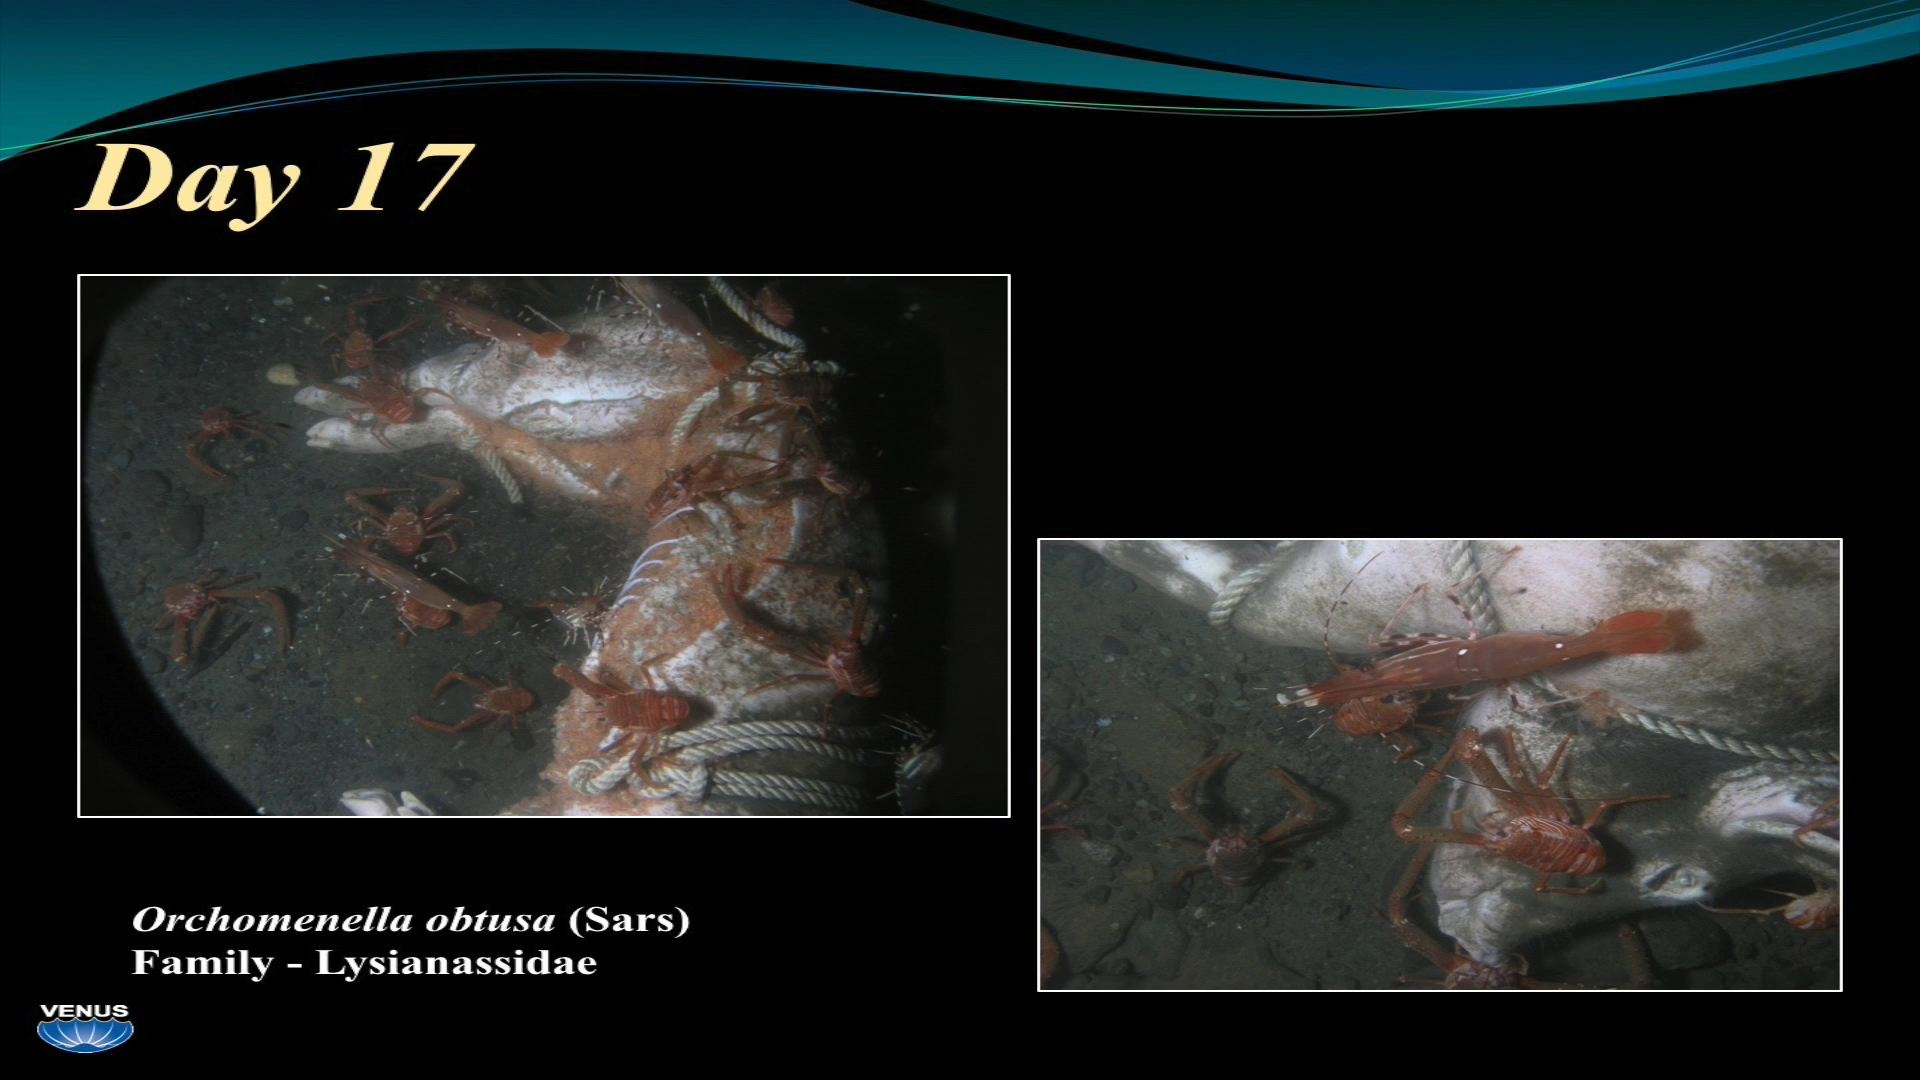 Day 17
Orchomenella obtusa (Sars)
Family - Lysianassidae
VENUS